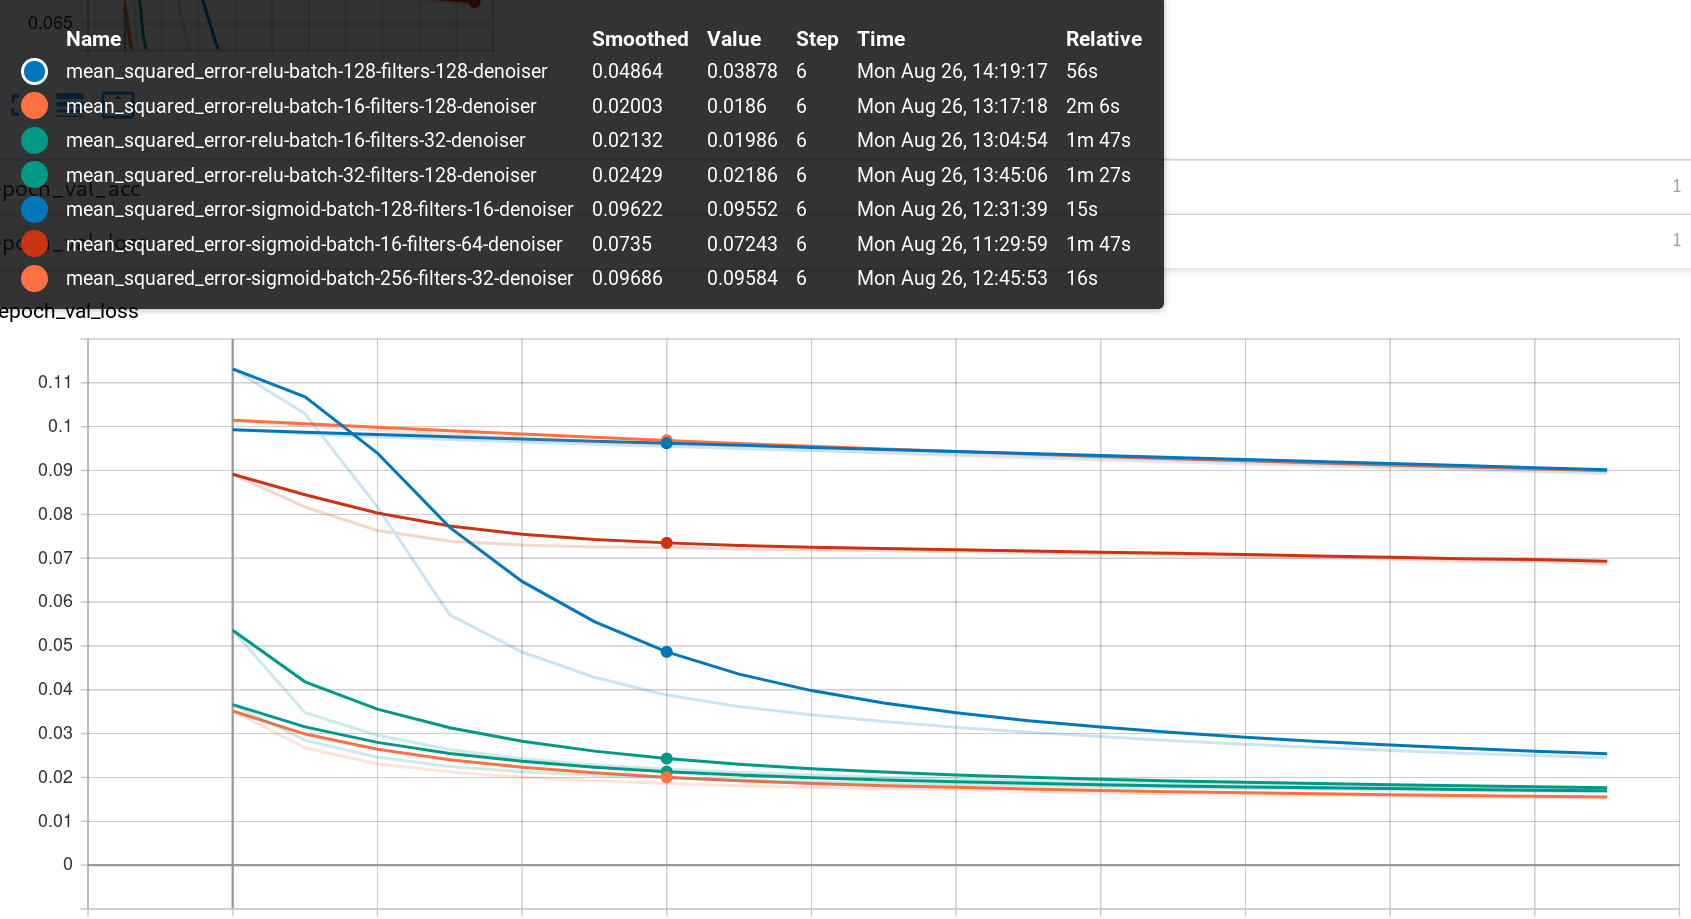 0.065
Name Smoothed Value Step Time Relative
mean_squared_error-relu-batch-128-filters-128-denoiser 0.04864 0.03878 6 Mon Aug 26, 14:19:17 56s
mean_squared_error-relu-batch-16-filters-128-denoiser 0.02003 0.0186 6 Mon Aug 26, 13:17:18 2m 6s
mean_squared_error-relu-batch-16-filters-32-denoiser 0.02132 0.01986 6 Mon Aug 26, 13:04:54 1m 47s
mean_squared_error-relu-batch-32-filters-128-denoiser 0.02429 0.02186 6 Mon Aug 26, 13:45:06 1m 27s
epoch_val_acc 1
mean_squared_error-sigmoid-batch-128-filters-16-denoiser 0.09622 0.09552 6 Mon Aug 26, 12:31:39 15s
mean_squared_error-sigmoid-batch-16-filters-64-denoiser 0.0735 0.07243 6 Mon Aug 26, 11:29:59 1m 47s
epoch_val_loss 1
mean_squared_error-sigmoid-batch-256-filters-32-denoiser 0.09686 0.09584 6 Mon Aug 26, 12:45:53 16s
epoch_val_loss
0.11
0.1
0.09
0.08
0.07
0.06
0.05
0.04
0.03
0.02
0.01
0